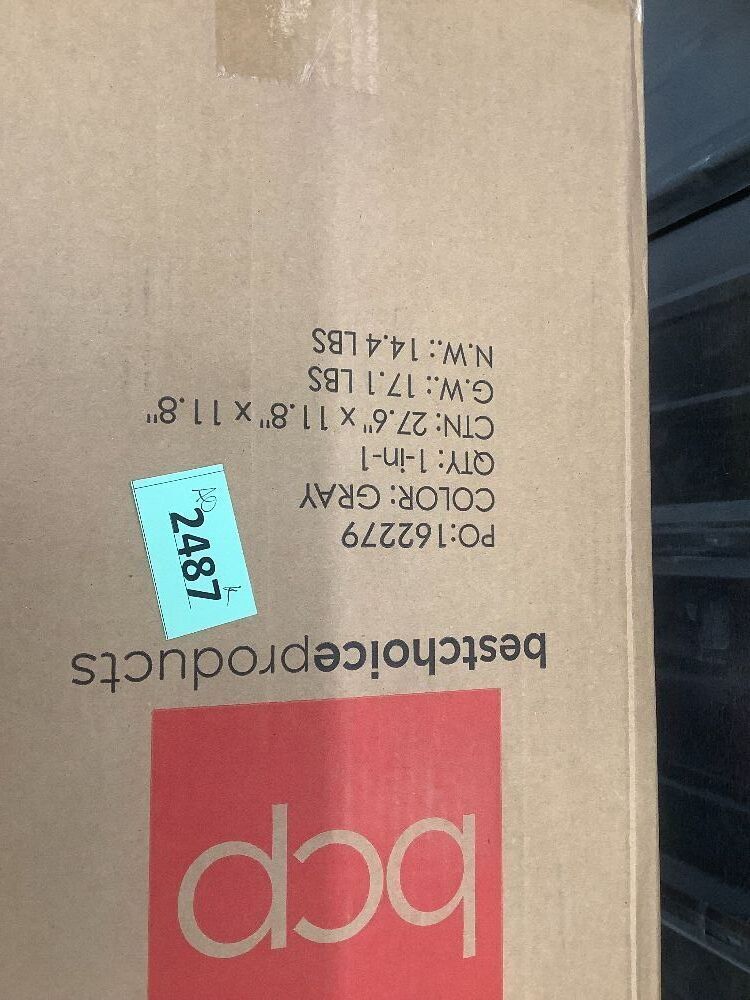 bcp
bestchoiceproducts
PO:162279
COLOR: GRAY
QTY: 1-in-1
CTN: 27.6" x 11.8" x 11.8"
G.W.: 17.1 LBS
N.W.: 14.4 LBS
2487